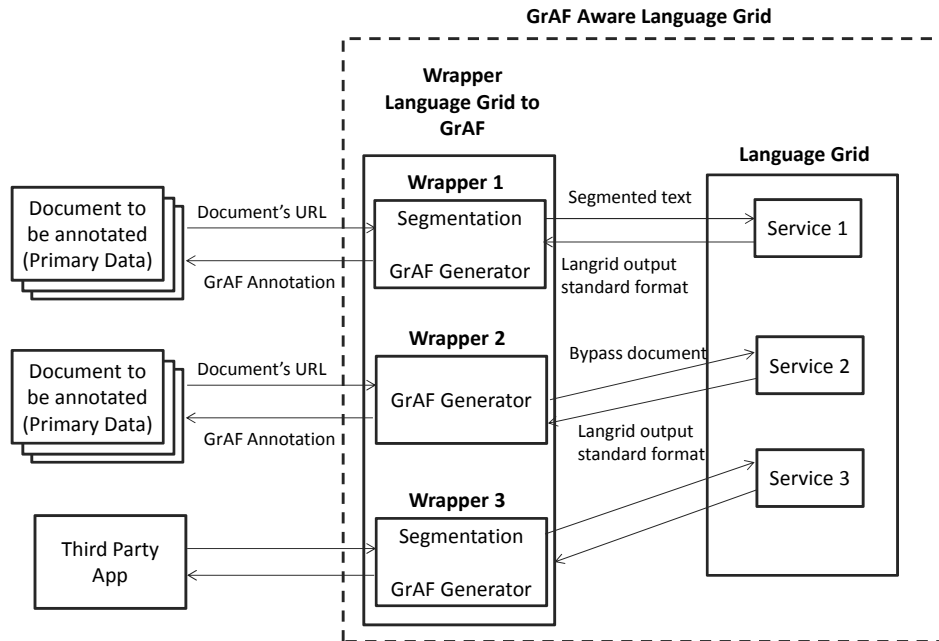 GrAF Aware Language Grid
Wrapper
Language Grid to
GrAF
Language Grid
Wrapper 1
Document to
be annotated
(Primary Data)
Document’s URL
GrAF Annotation
Segmentation
GrAF Generator
Segmented text
Langrid output
standard format
Service 1
Wrapper 2
Document to
be annotated
(Primary Data)
Document’s URL
GrAF Annotation
GrAF Generator
Bypass document
Service 2
Langrid output
standard format
Wrapper 3
Third Party
App
Segmentation
GrAF Generator
Service 3